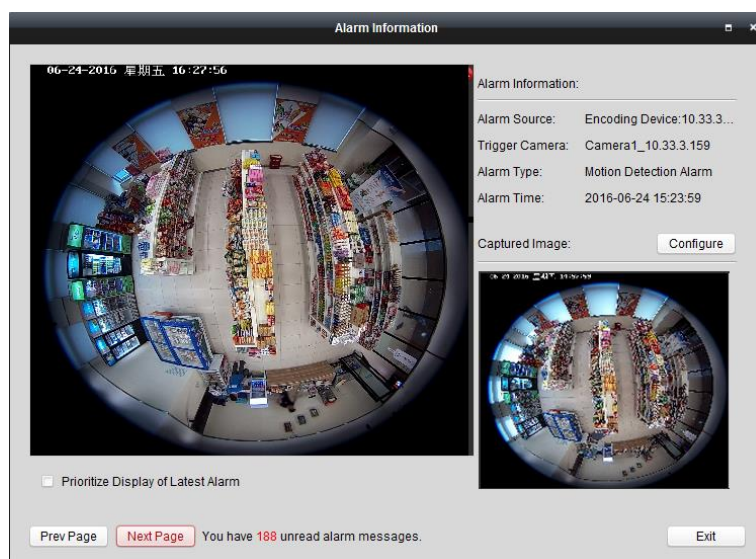 Alarm Information
06-24-2016 星期五 16:27:56
Alarm Information:
Alarm Source: Encoding Device:10.33.3...
Trigger Camera: Camera1_10.33.3.159
Alarm Type: Motion Detection Alarm
Alarm Time: 2016-06-24 15:23:59
Captured Image: Configure
06-24-2016
Prioritize Display of Latest Alarm
Prev Page Next Page You have 188 unread alarm messages. Exit